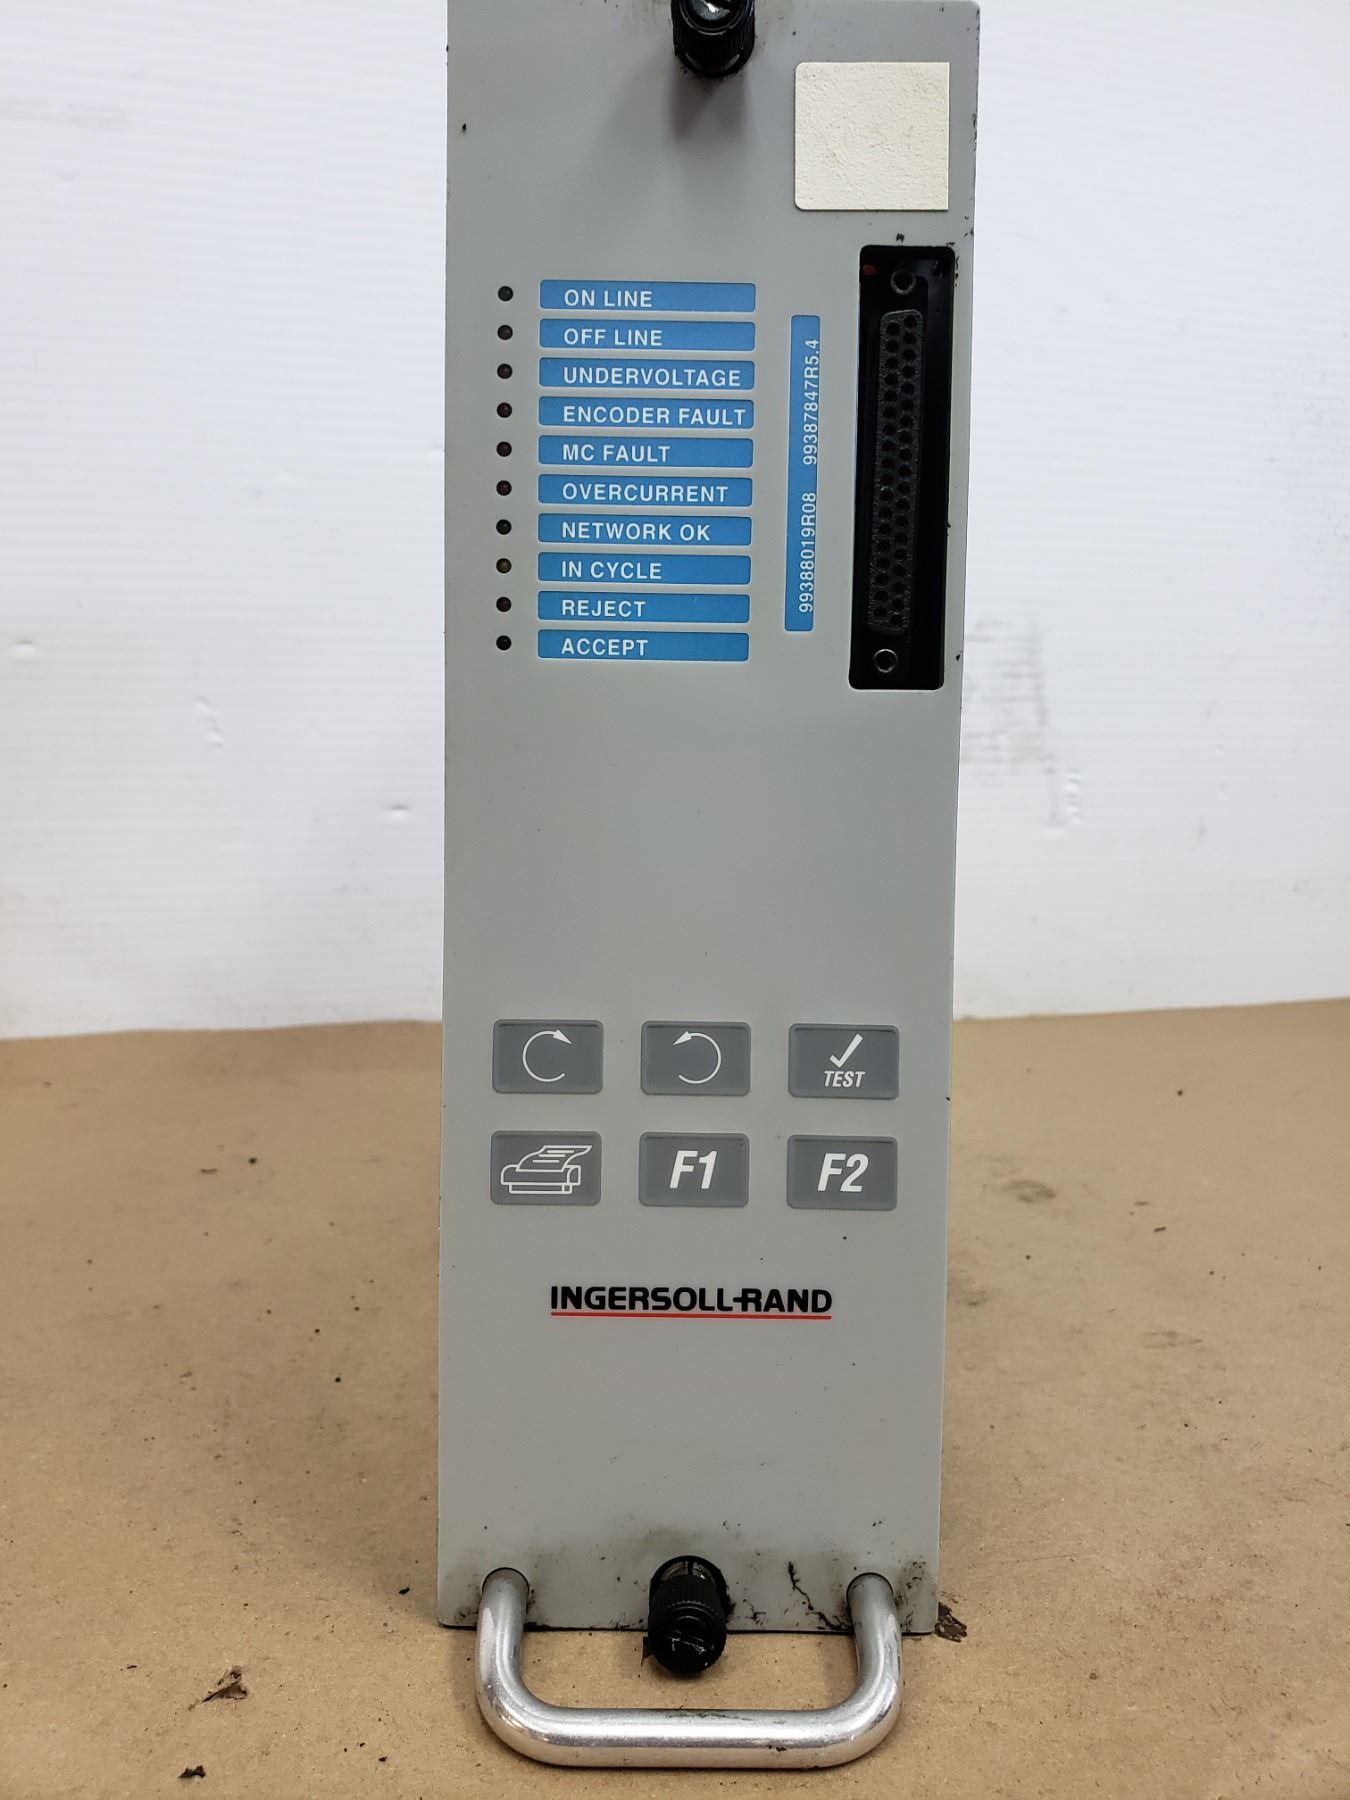 ON LINE
OFF LINE
UNDERVOLTAGE
ENCODER FAULT
MC FAULT
OVERCURRENT
NETWORK OK
IN CYCLE
REJECT
ACCEPT
99388019R08 99387847R5.4
TEST
F1
F2
INGERSOLL-RAND